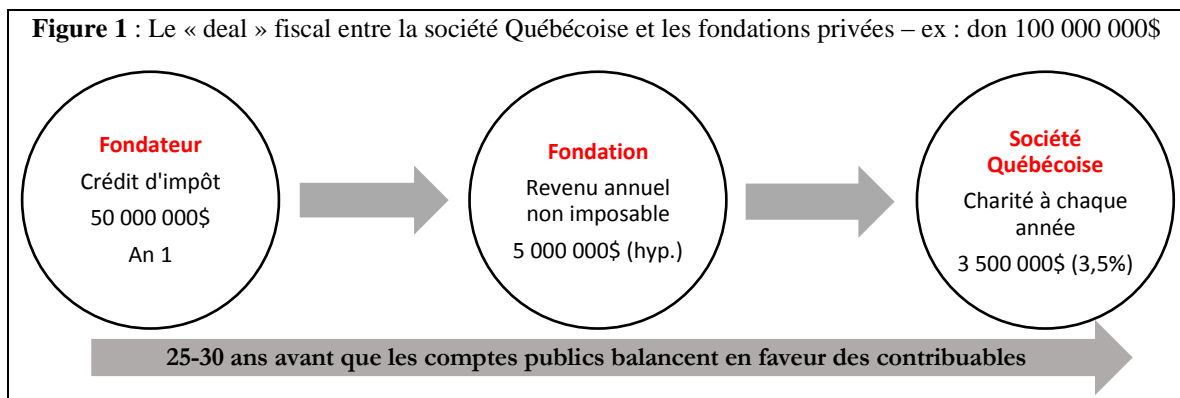 Figure 1 : Le « deal » fiscal entre la société Québécoise et les fondations privées – ex : don 100 000 000$
Fondateur
Crédit d'impôt
50 000 000$
An 1
Fondation
Revenu annuel
non imposable
5 000 000$ (hyp.)
Société
Québécoise
Charité à chaque
année
3 500 000$ (3,5%)
25-30 ans avant que les comptes publics balancent en faveur des contribuables